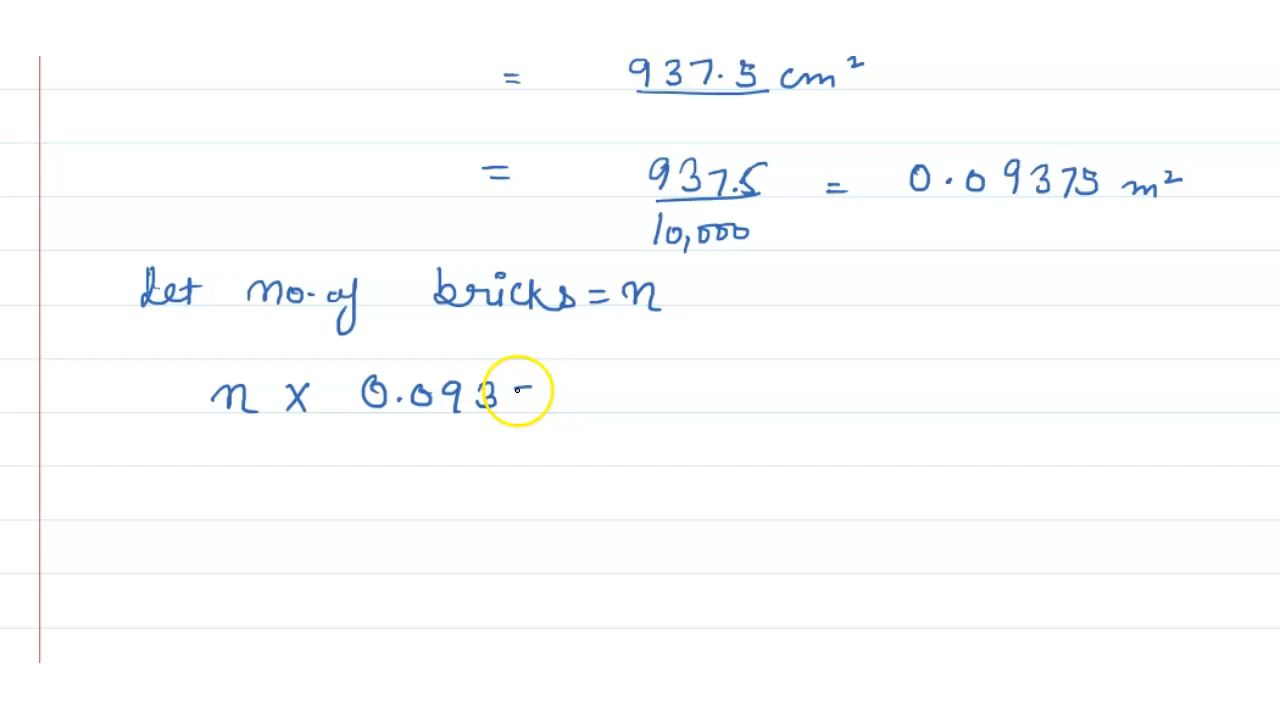 = 937.5 cm²
= 937.5 / 10,000 = 0.09375 m²
Let no. of bricks = n
n x 0.093